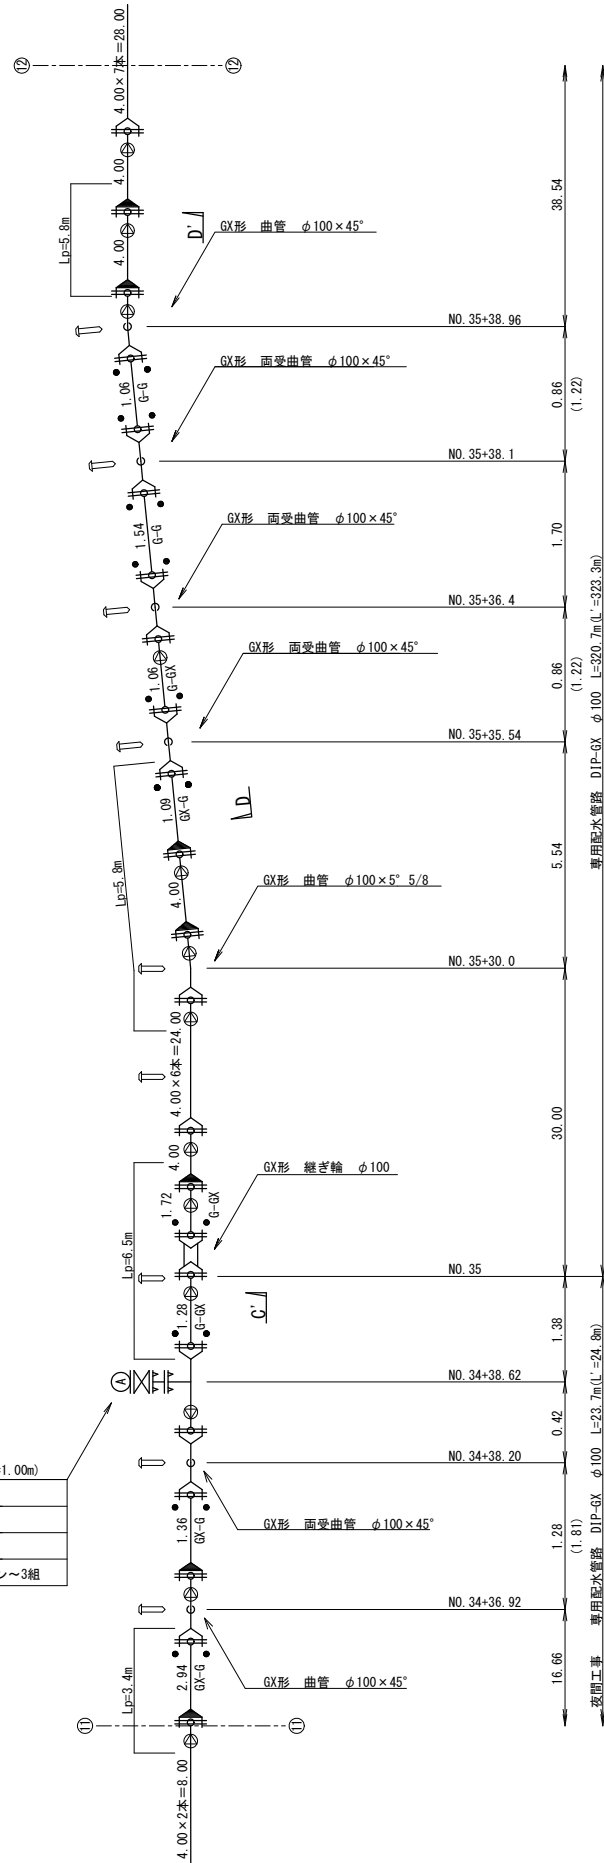 4.00×7本=28.00
⑫
⑫
4.00
Lp=5.8m
4.00
38.54
D'
GX形 曲管 φ100×45°
NO.35+38.96
GX形 両受曲管 φ100×45°
1.06
G-G
0.86
(1.22)
NO.35+38.1
1.54
G-G
GX形 両受曲管 φ100×45°
1.70
NO.35+36.4
1.06
G-GX
GX形 両受曲管 φ100×45°
0.86
(1.22)
NO.35+35.54
専用配水管路 DIP-GX φ100 L=320.7m(L'=323.3m)
1.09
GX-G
D
Lp=5.8m
4.00
5.54
GX形 曲管 φ100×5° 5/8
NO.35+30.0
4.00×6本=24.00
30.00
4.00
GX形 継ぎ輪 φ100
1.72
G-GX
Lp=6.5m
NO.35
1.28
G-GX
C'
1.38
NO.34+38.62
A
0.42
=1.00m)
NO.34+38.20
GX形 両受曲管 φ100×45°
1.36
GX-G
1.28
(1.81)
レ~3組
NO.34+36.92
2.94
GX-G
GX形 曲管 φ100×45°
Lp=3.4m
16.66
夜間工事 専用配水管路 DIP-GX φ100 L=23.7m(L'=24.8m)
⑪
⑪
4.00×2本=8.00